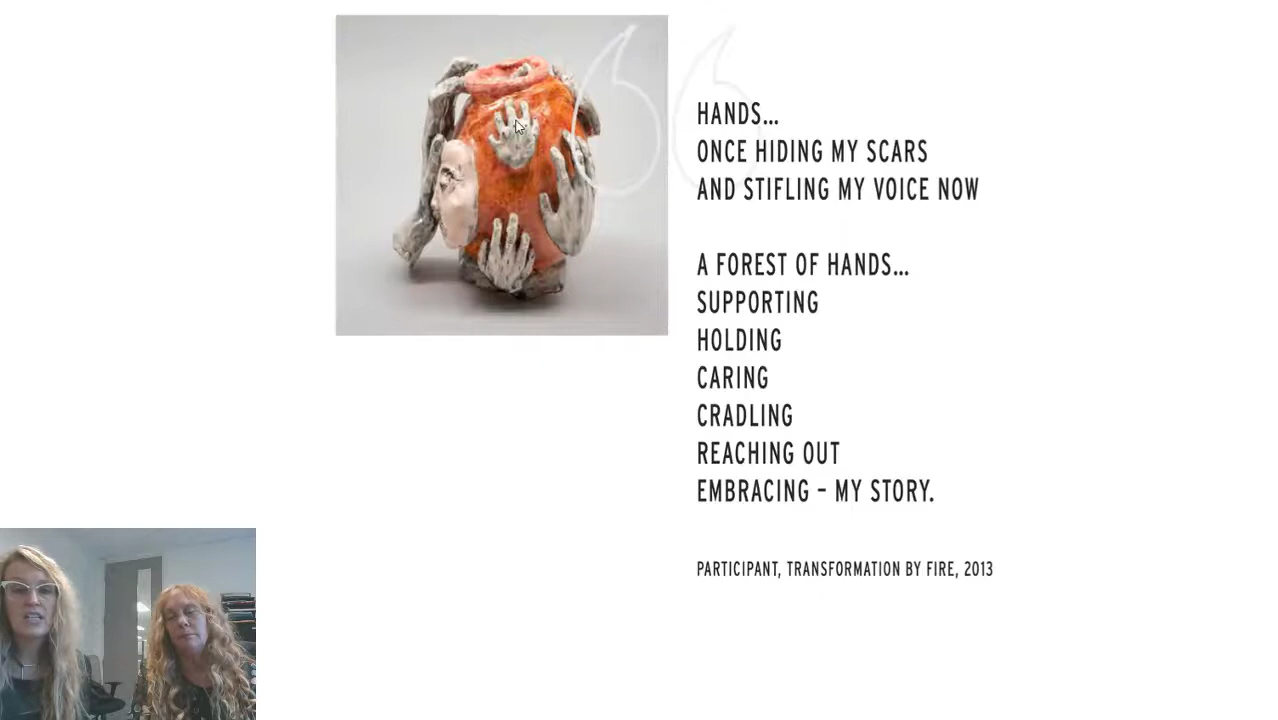 HANDS...
ONCE HIDING MY SCARS
AND STIFLING MY VOICE NOW
A FOREST OF HANDS...
SUPPORTING
HOLDING
CARING
CRADLING
REACHING OUT
EMBRACING – MY STORY.
PARTICIPANT, TRANSFORMATION BY FIRE, 2013